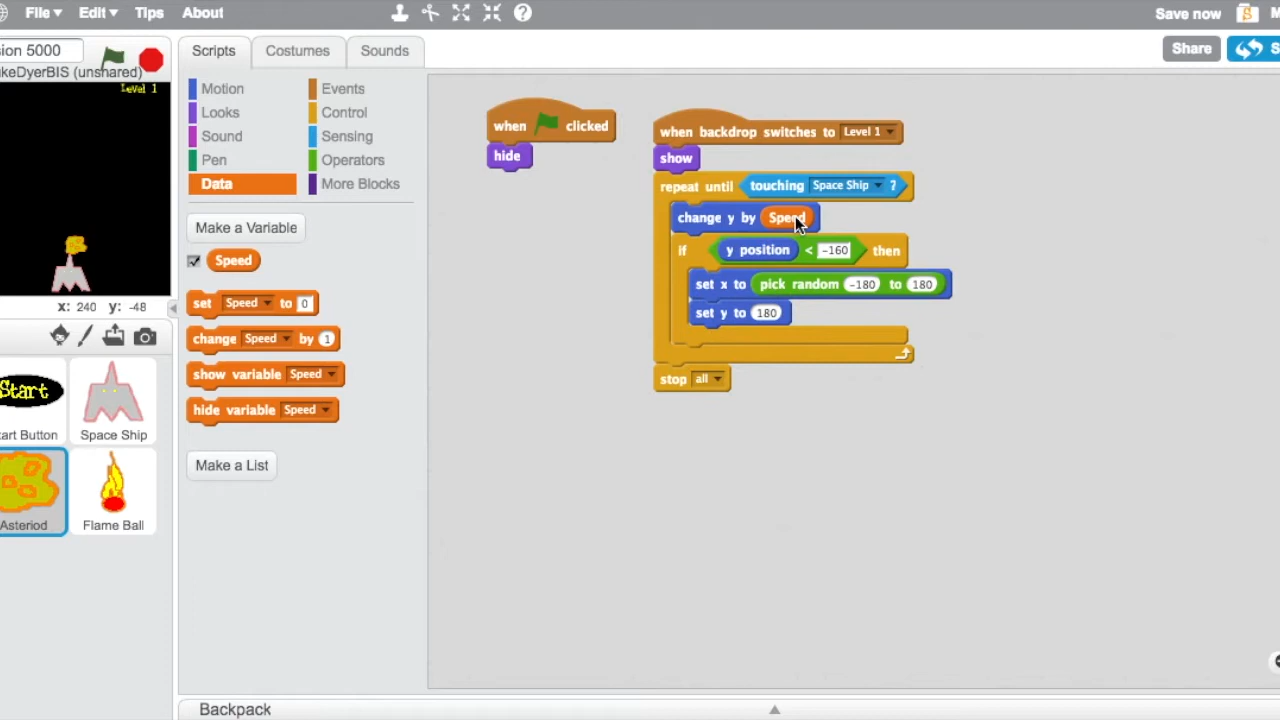 File▼ Edit▼ Tips About
Save now
sion 5000
keDyerBIS (unshared)
Scripts Costumes Sounds
Share
Level 1
Motion Events
Looks Control
Sound Sensing
Pen Operators
Data More Blocks
Make a Variable
Speed
set Speed to 0
change Speed by 1
show variable Speed
hide variable Speed
Make a List
x: 240 y: -48
Start
tart Button
Space Ship
Asteriod
Flame Ball
when clicked
hide
when backdrop switches to Level 1
show
repeat until touching Space Ship ?
change y by Speed
if y position < -160 then
set x to pick random -180 to 180
set y to 180
stop all
Backpack